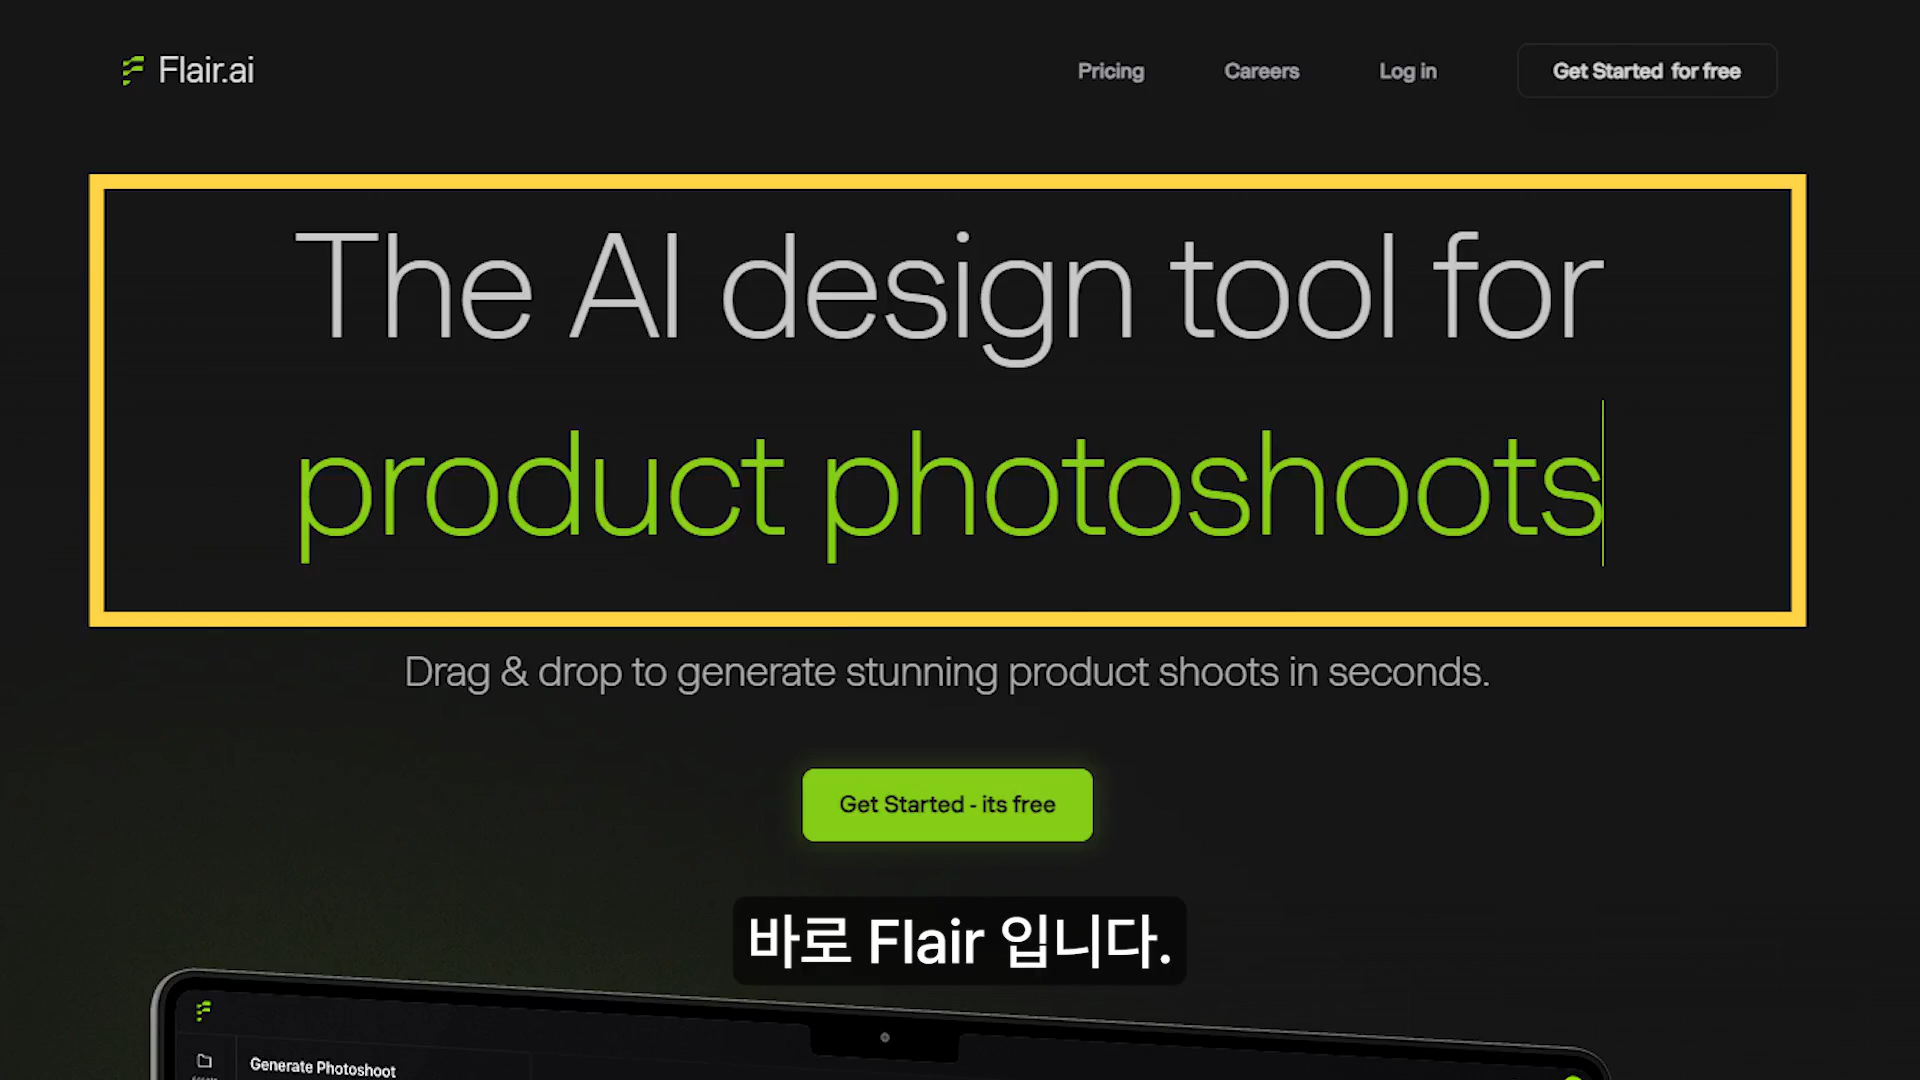 Flair.ai
Pricing
Careers
Log in
Get Started for free
The AI design tool for
product photoshoots
Drag & drop to generate stunning product shoots in seconds.
Get Started - its free
바로 Flair 입니다.
Generate Photoshoot